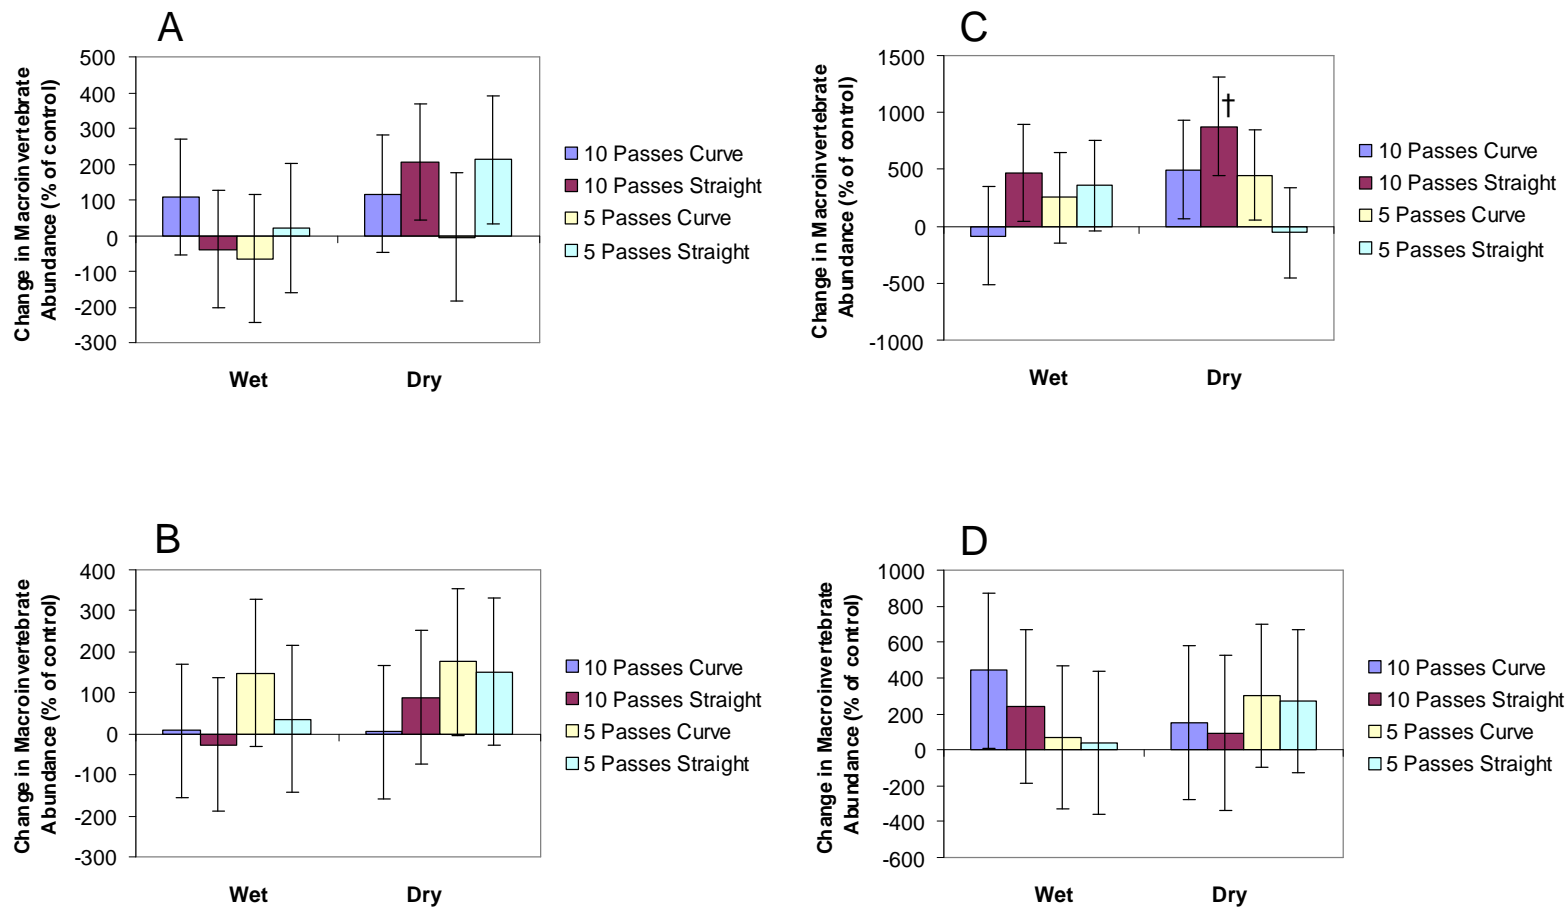 A
Change in Macroinvertebrate
Abundance (% of control)
500
400
300
200
100
0
-100
-200
-300
Wet
Dry
10 Passes Curve
10 Passes Straight
5 Passes Curve
5 Passes Straight
C
Change in Macroinvertebrate
Abundance (% of control)
1500
1000
500
0
-500
-1000
†
Wet
Dry
10 Passes Curve
10 Passes Straight
5 Passes Curve
5 Passes Straight
B
Change in Macroinvertebrate
Abundance (% of control)
400
300
200
100
0
-100
-200
-300
Wet
Dry
10 Passes Curve
10 Passes Straight
5 Passes Curve
5 Passes Straight
D
Change in Macroinvertebrate
Abundance (% of control)
1000
800
600
400
200
0
-200
-400
-600
Wet
Dry
10 Passes Curve
10 Passes Straight
5 Passes Curve
5 Passes Straight